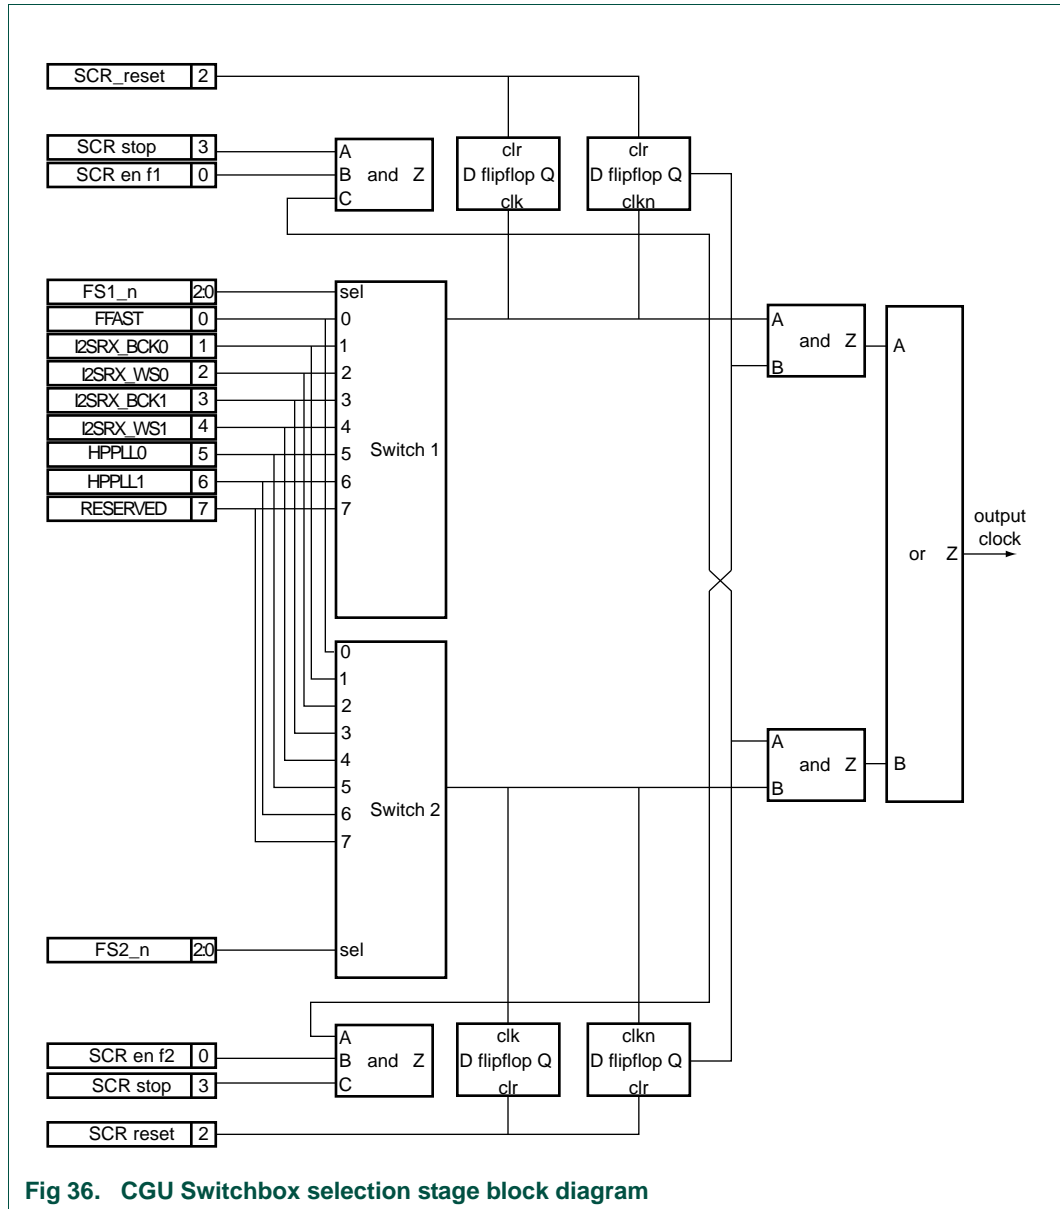 SCR_reset 2
SCR stop 3
SCR en f1 0
A
B and Z
C
clr
D flipflop Q
clk
clr
D flipflop Q
clkn
FS1_n 2:0
FFAST 0
I2SRX_BCK0 1
I2SRX_WS0 2
I2SRX_BCK1 3
I2SRX_WS1 4
HPPLL0 5
HPPLL1 6
RESERVED 7
sel
0
1
2
3
4
5
6
7
Switch 1
A
and Z
B
A
or Z
B
output
clock
0
1
2
3
4
5
6
7
Switch 2
sel
A
and Z
B
FS2_n 2:0
A
B and Z
C
clk
D flipflop Q
clr
clkn
D flipflop Q
clr
SCR en f2 0
SCR stop 3
SCR reset 2
Fig 36. CGU Switchbox selection stage block diagram